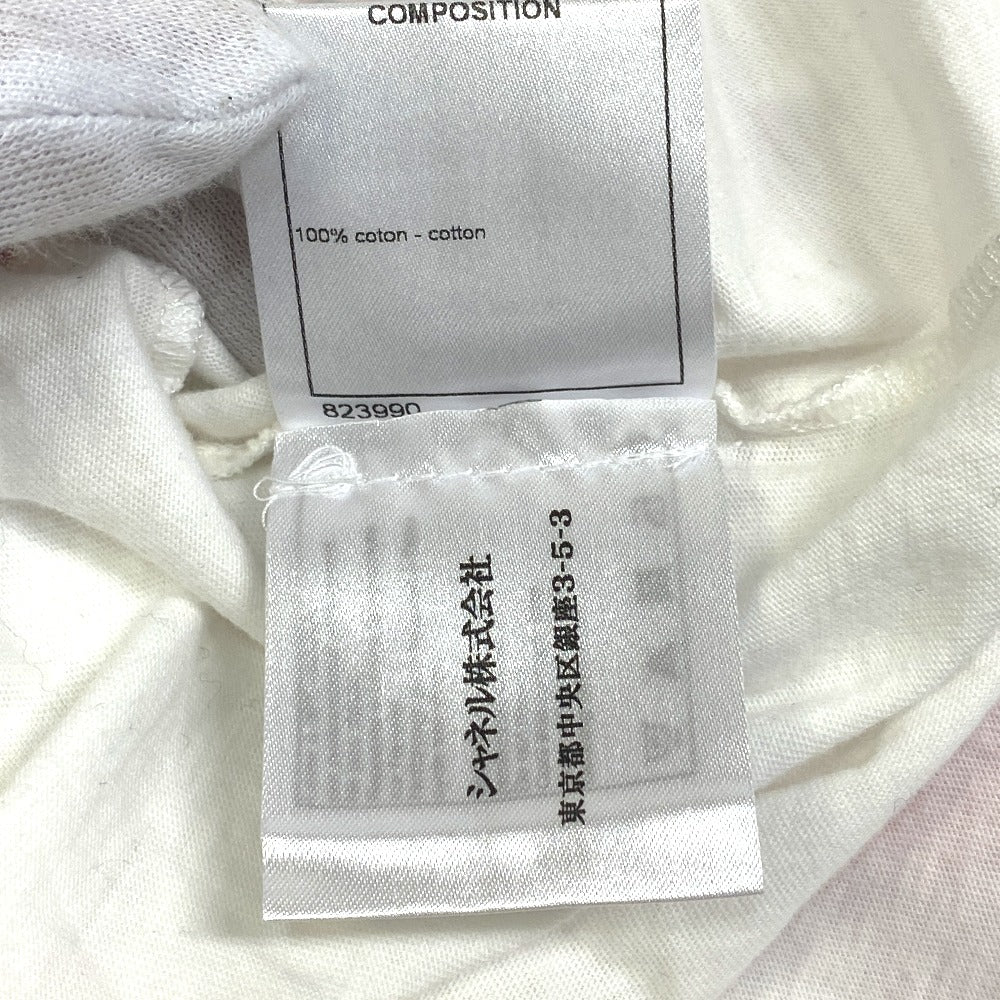 COMPOSITION
100% coton - cotton
823990
シャネル株式会社
東京都中央区銀座3-5-3